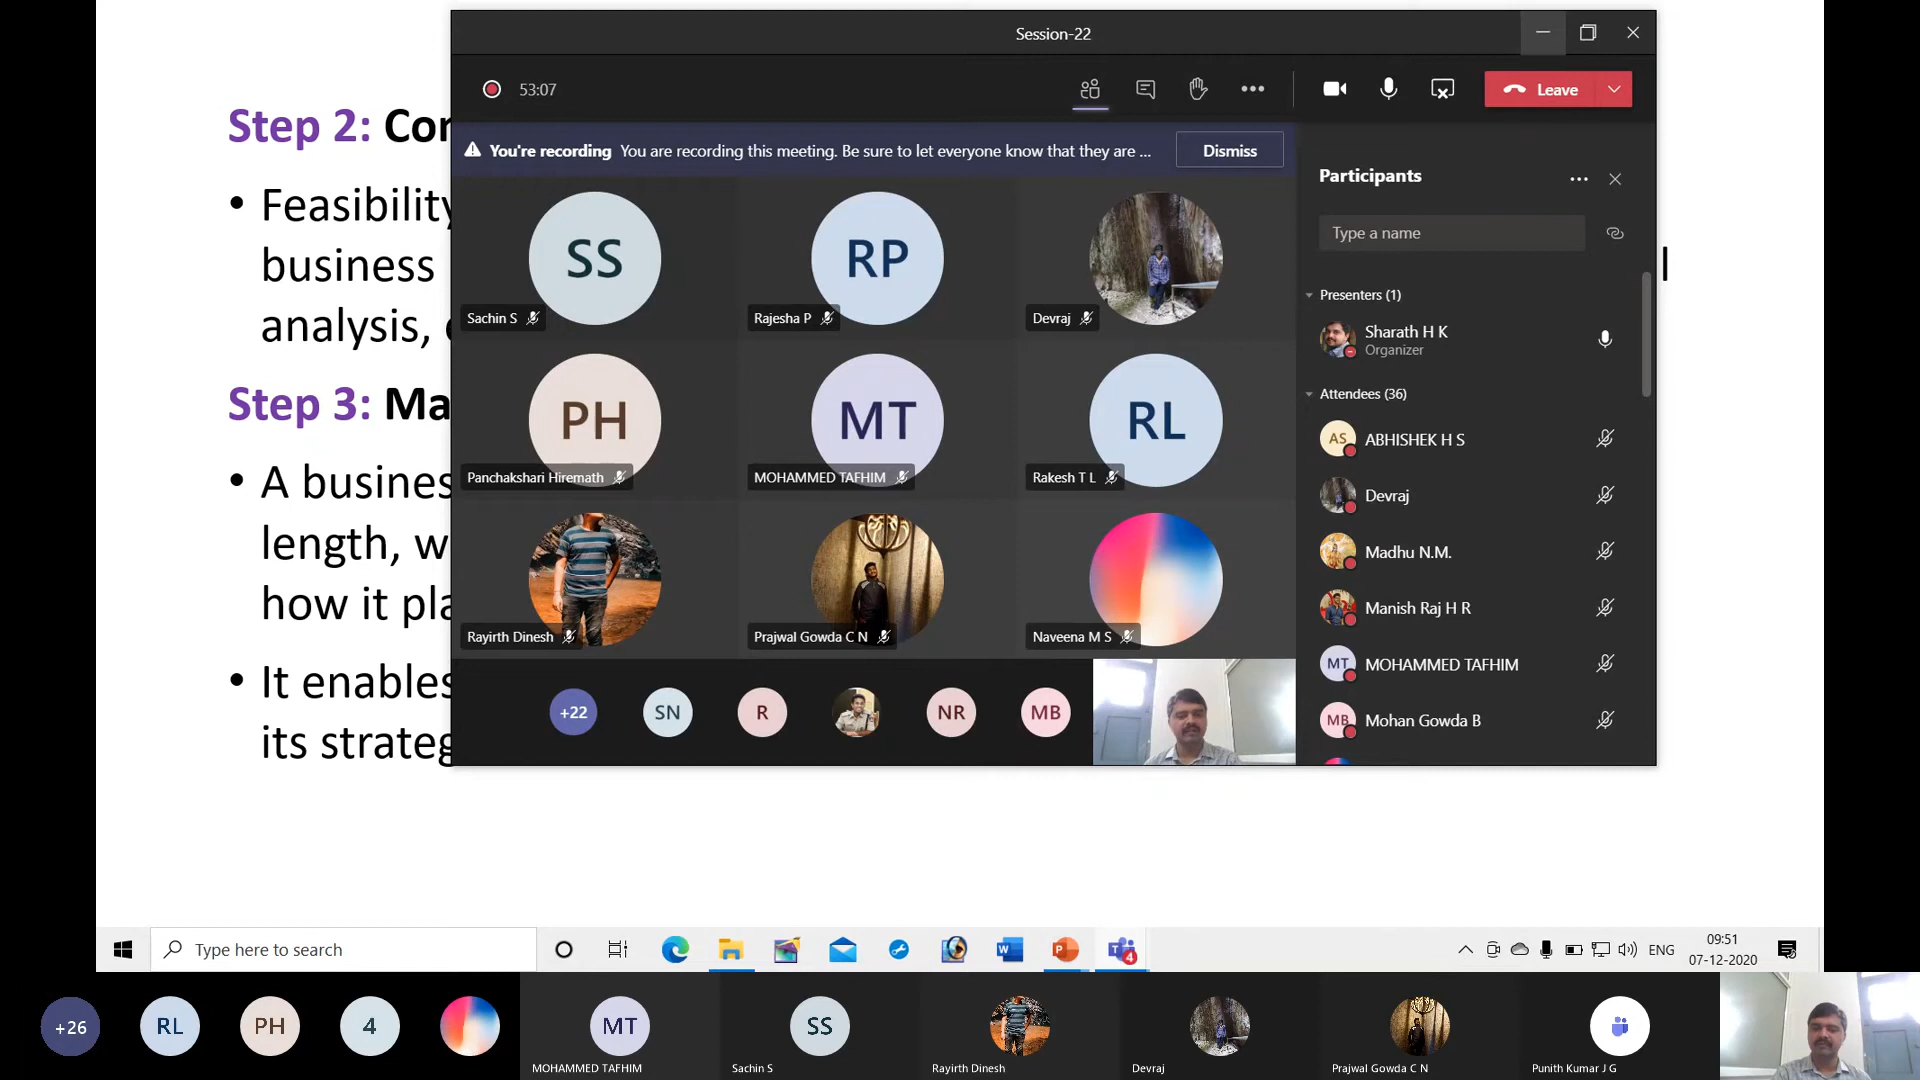 Session-22
53:07
Leave
You're recording You are recording this meeting. Be sure to let everyone know that they are ...
Dismiss
Step 2: Cor
• Feasibility
business
analysis,
Step 3: Ma
• A busines
length, w
how it pla
• It enables
its strateg
SS
Sachin S
RP
Rajesha P
Devraj
PH
Panchakshari Hiremath
MT
MOHAMMED TAFHIM
RL
Rakesh T L
Rayirth Dinesh
Prajwal Gowda C N
Naveena M S
+22
SN
R
NR
MB
Participants
Type a name
Presenters (1)
Sharath H K
Organizer
Attendees (36)
AS
ABHISHEK H S
Devraj
Madhu N.M.
Manish Raj H R
MT
MOHAMMED TAFHIM
MB
Mohan Gowda B
Type here to search
4
ENG
09:51
07-12-2020
+26
RL
PH
4
MT
MOHAMMED TAFHIM
SS
Sachin S
Rayirth Dinesh
Devraj
Prajwal Gowda C N
Punith Kumar J G